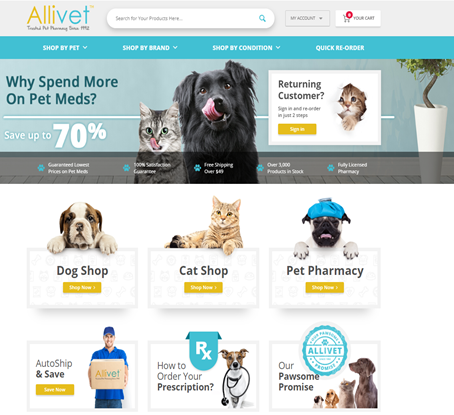 Allivet
Trusted Pet Pharmacy Since 1992
Search for Your Products Here...
MY ACCOUNT
0
YOUR CART
SHOP BY PET
SHOP BY BRAND
SHOP BY CONDITION
QUICK RE-ORDER
Why Spend More
On Pet Meds?
Save up to 70%
Returning
Customer?
Sign in and re-order
in just 2 steps
Sign In
Guaranteed Lowest
Prices on Pet Meds
100% Satisfaction
Guarantee
Free Shipping
Over $49
Over 3,000
Products in Stock
Fully Licensed
Pharmacy
Dog Shop
Shop Now >
Cat Shop
Shop Now >
Pet Pharmacy
Shop Now >
AutoShip
& Save
Save Now
Allivet
Rx
How to
Order Your
Prescription?
Our
Pawsome
Promise
OUR PAWSOME
ALLIVET
PROMISE